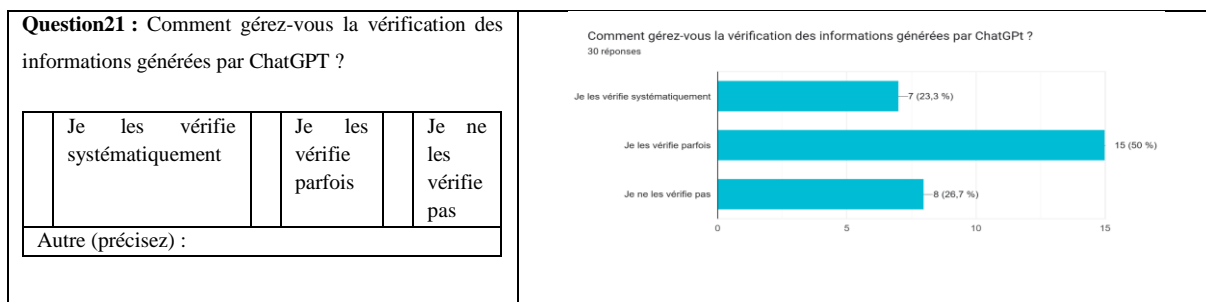 Question21 : Comment gérez-vous la vérification des
informations générées par ChatGPT ?
Je les vérifie
systématiquement
Je les
vérifie
parfois
Je ne
les
vérifie
pas
Autre (précisez) :
Comment gérez-vous la vérification des informations générées par ChatGPt ?
30 réponses
Je les vérifie systématiquement
7 (23,3 %)
Je les vérifie parfois
15 (50 %)
Je ne les vérifie pas
8 (26,7 %)
0 5 10 15